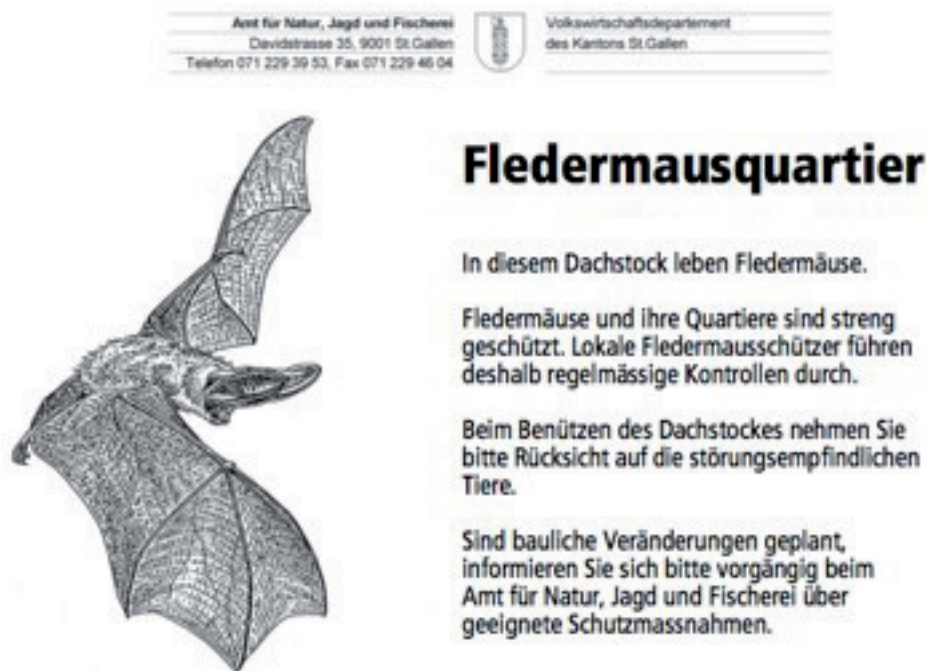 Amt für Natur, Jagd und Fischerei
Davidstrasse 35, 9001 St.Gallen
Telefon 071 229 39 53, Fax 071 229 46 04
Volkswirtschaftsdepartement
des Kantons St.Gallen
Fledermausquartier
In diesem Dachstock leben Fledermäuse.
Fledermäuse und ihre Quartiere sind streng
geschützt. Lokale Fledermausschützer führen
deshalb regelmässige Kontrollen durch.
Beim Benützen des Dachstockes nehmen Sie
bitte Rücksicht auf die störungsempfindlichen
Tiere.
Sind bauliche Veränderungen geplant,
informieren Sie sich bitte vorgängig beim
Amt für Natur, Jagd und Fischerei über
geeignete Schutzmassnahmen.